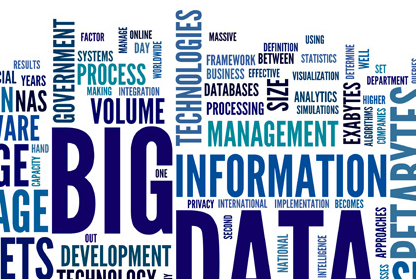 RESULTS
FACTOR
MANAGE
ONLINE
DAY
WORLDWIDE
SYSTEMS
PROCESS
MAKING
INTEGRATION
GOVERNMENT
YEARS
NAS
VOLUME
TECHNOLOGIES
MASSIVE
DEFINITION
USING
FRAMEWORK
BETWEEN
STATISTICS
DETERMINE
WELL
BUSINESS
EFFECTIVE
VISUALIZATION
SET
DEPARTMENT
DATABASES
SIZE
ANALYTICS
EXABYTES
HIGHER
PROCESSING
SIMULATIONS
ALGORITHMS
COMPANIES
MANAGEMENT
HAND
CAPACITY
BIG
ONE
INFORMATION
PRIVACY
INTERNATIONAL
IMPLEMENTATION
BECOMES
DATA
SECOND
NATIONAL
APPROACHES
OUT
DEVELOPMENT
TECHNOLOGY